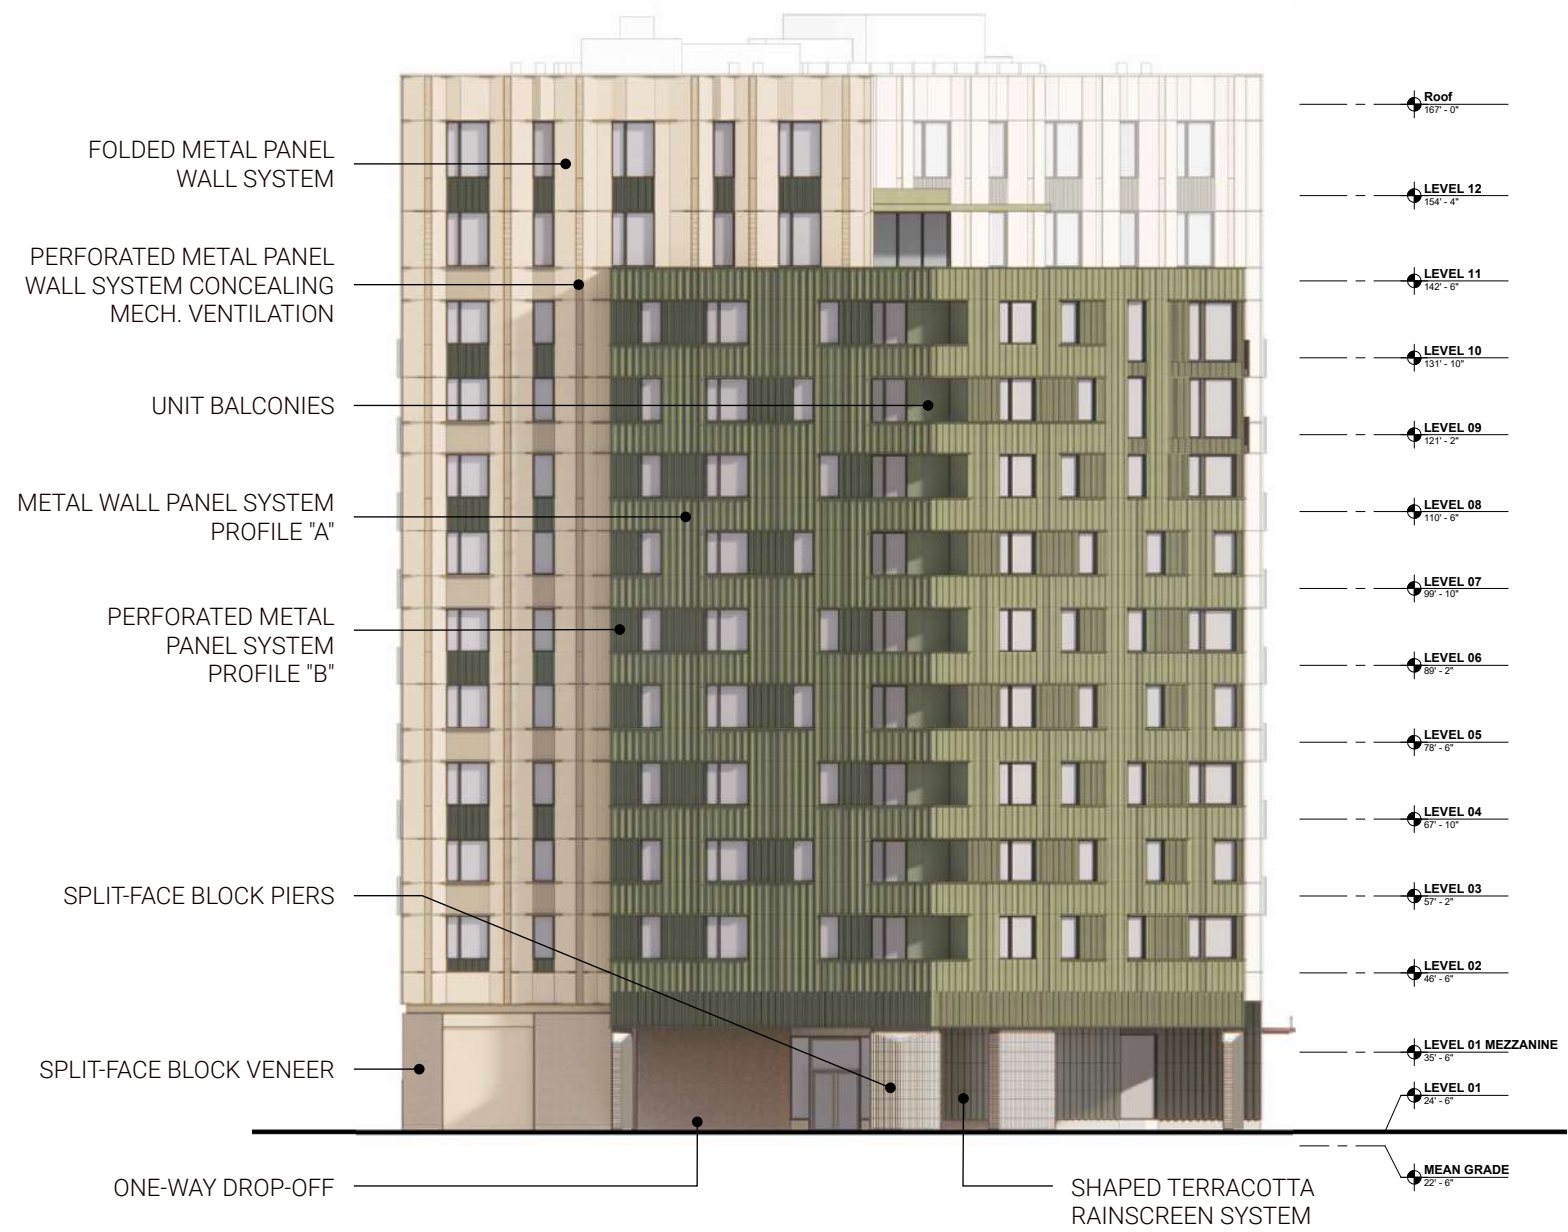 FOLDED METAL PANEL
WALL SYSTEM
PERFORATED METAL PANEL
WALL SYSTEM CONCEALING
MECH. VENTILATION
UNIT BALCONIES
METAL WALL PANEL SYSTEM
PROFILE "A"
PERFORATED METAL
PANEL SYSTEM
PROFILE "B"
SPLIT-FACE BLOCK PIERS
SPLIT-FACE BLOCK VENEER
ONE-WAY DROP-OFF
SHAPED TERRACOTTA
RAINSCREEN SYSTEM
Roof
167' - 0"
LEVEL 12
154' - 4"
LEVEL 11
142' - 6"
LEVEL 10
131' - 10"
LEVEL 09
121' - 2"
LEVEL 08
110' - 6"
LEVEL 07
99' - 10"
LEVEL 06
89' - 2"
LEVEL 05
78' - 6"
LEVEL 04
67' - 10"
LEVEL 03
57' - 2"
LEVEL 02
46' - 6"
LEVEL 01 MEZZANINE
35' - 6"
LEVEL 01
24' - 6"
MEAN GRADE
22' - 6"